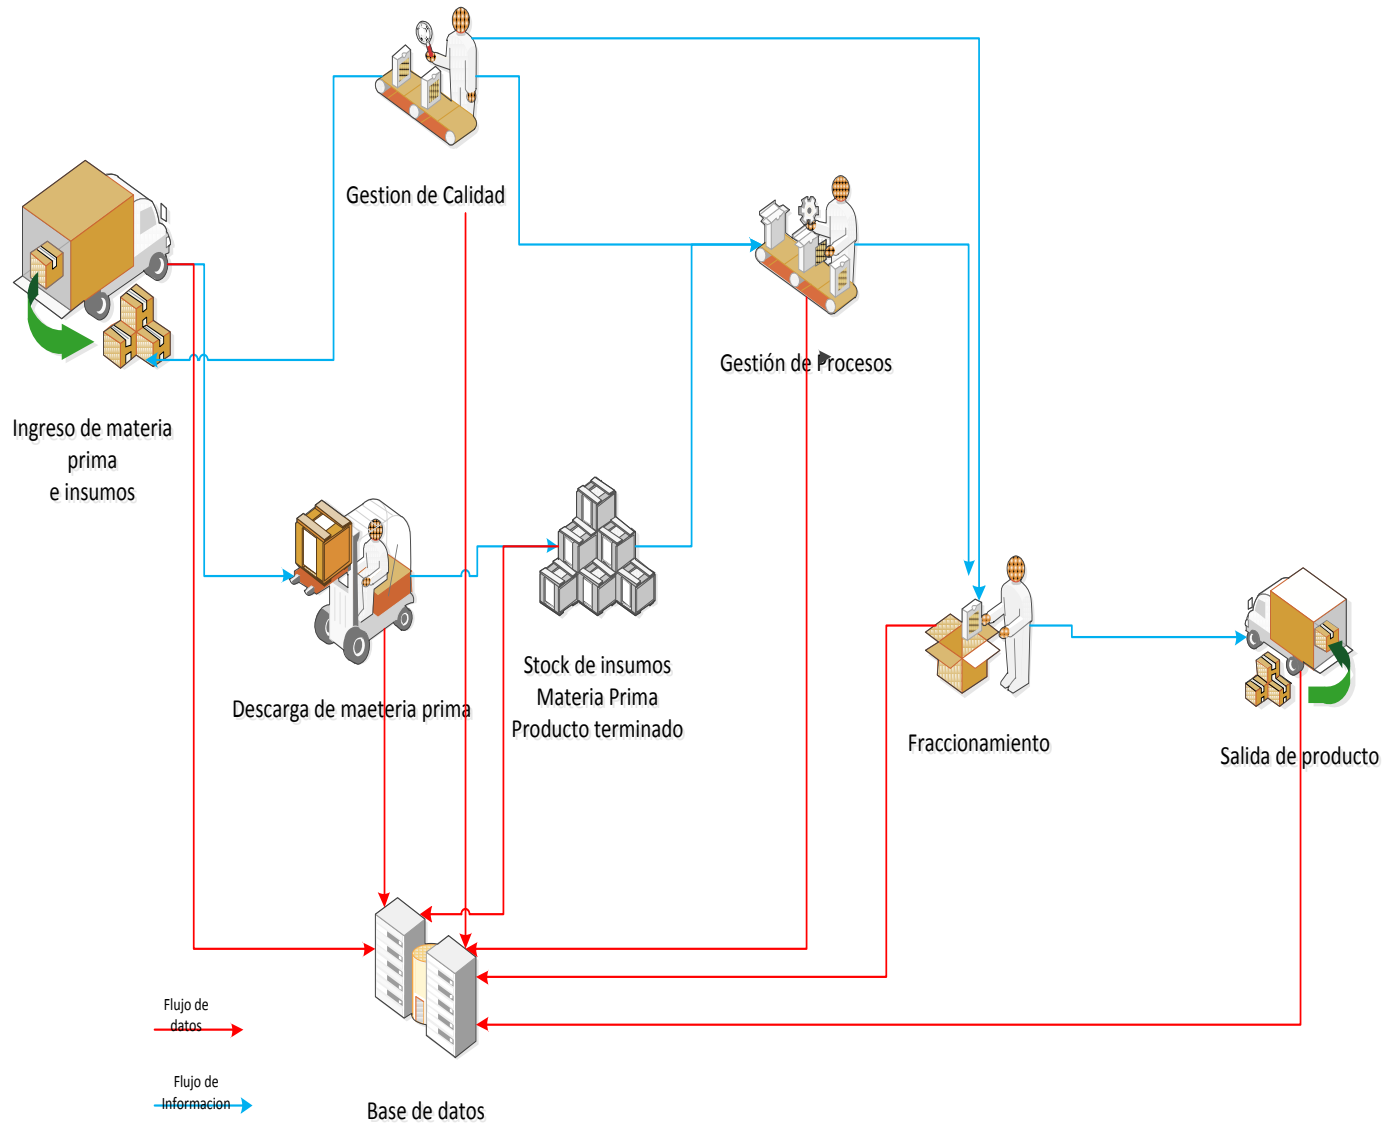 Gestion de Calidad
Gestión de Procesos
Ingreso de materia
prima
e insumos
Descarga de maeteria prima
Stock de insumos
Materia Prima
Producto terminado
Fraccionamiento
Salida de producto
Flujo de
datos
Flujo de
Informacion
Base de datos